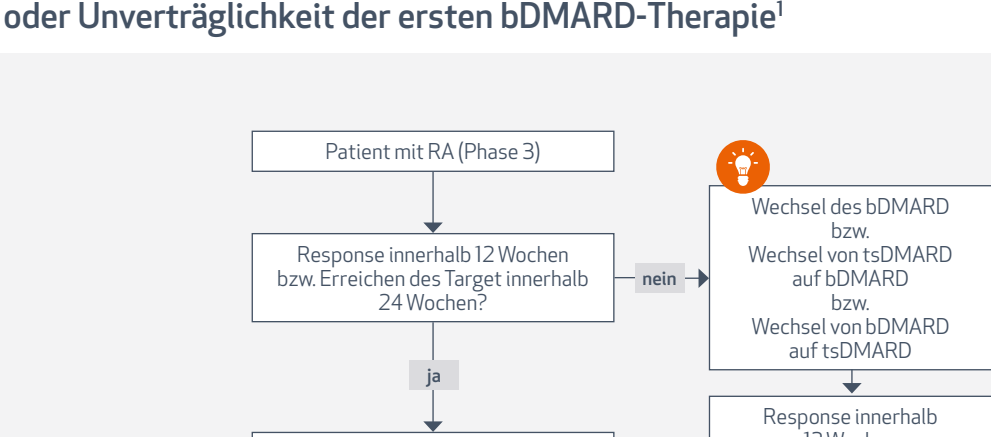 oder Unverträglichkeit der ersten bDMARD-Therapie¹
Patient mit RA (Phase 3)
Response innerhalb 12 Wochen
bzw. Erreichen des Target innerhalb
24 Wochen?
nein
Wechsel des bDMARD
bzw.
Wechsel von tsDMARD
auf bDMARD
bzw.
Wechsel von bDMARD
auf tsDMARD
ja
Response innerhalb